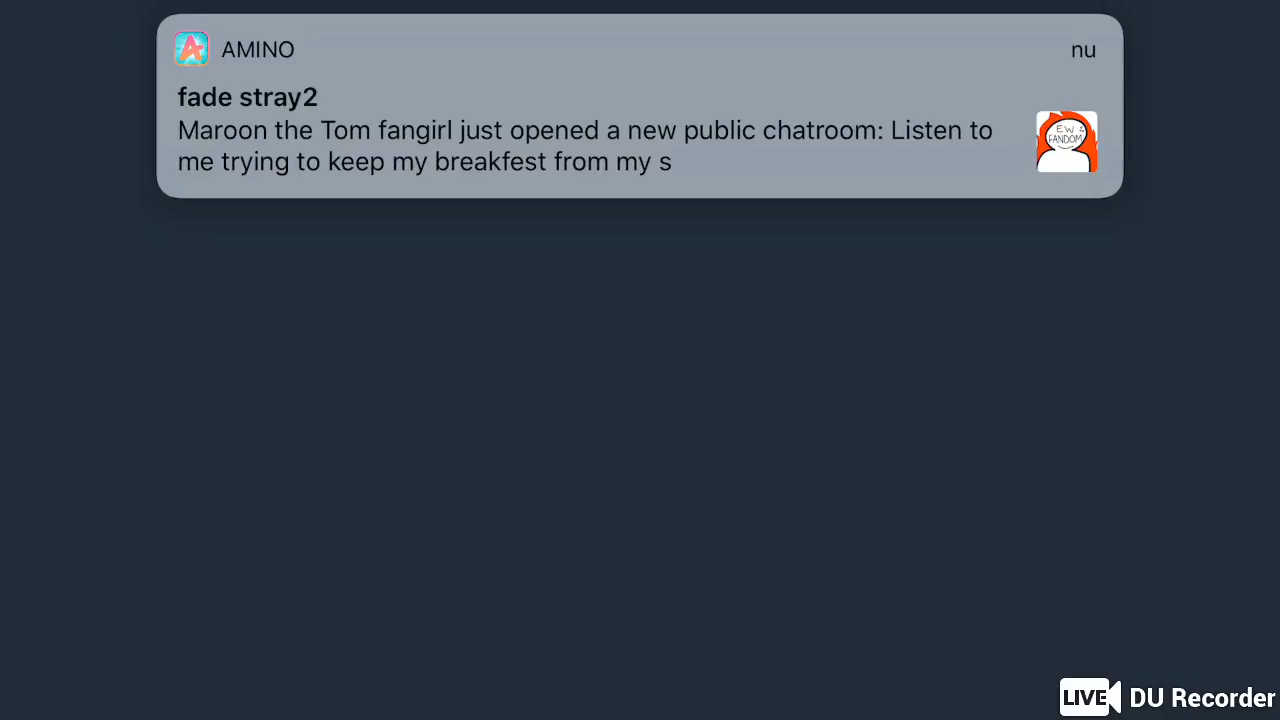 AMINO
nu
fade stray2
Maroon the Tom fangirl just opened a new public chatroom: Listen to
me trying to keep my breakfest from my s
EW
FANDOM
LIVE DU Recorder